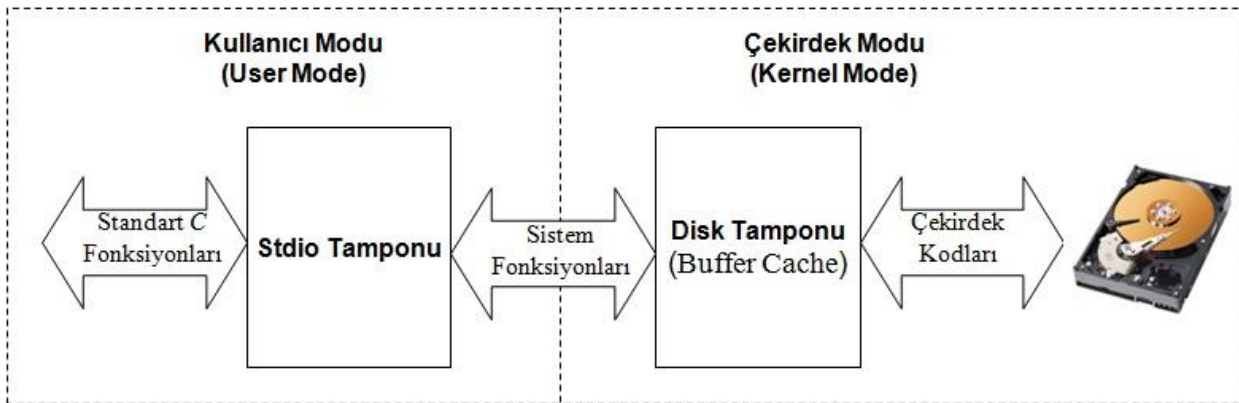 Kullanıcı Modu
(User Mode)
Çekirdek Modu
(Kernel Mode)
Standart C
Fonksiyonları
Stdio Tamponu
Sistem
Fonksiyonları
Disk Tamponu
(Buffer Cache)
Çekirdek
Kodları